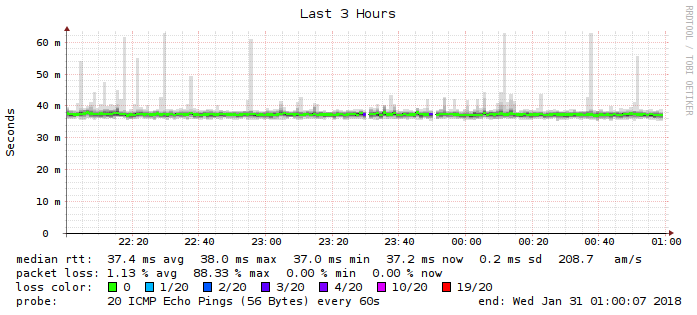 Last 3 Hours
RRDTOOL / TOBI OETIKER
Seconds
60 m
50 m
40 m
30 m
20 m
10 m
0
22:20 22:40 23:00 23:20 23:40 00:00 00:20 00:40 01:00
median rtt: 37.4 ms avg 38.0 ms max 37.0 ms min 37.2 ms now 0.2 ms sd 208.7 am/s
packet loss: 1.13 % avg 88.33 % max 0.00 % min 0.00 % now
loss color: 0 1/20 2/20 3/20 4/20 10/20 19/20
probe: 20 ICMP Echo Pings (56 Bytes) every 60s end: Wed Jan 31 01:00:07 2018